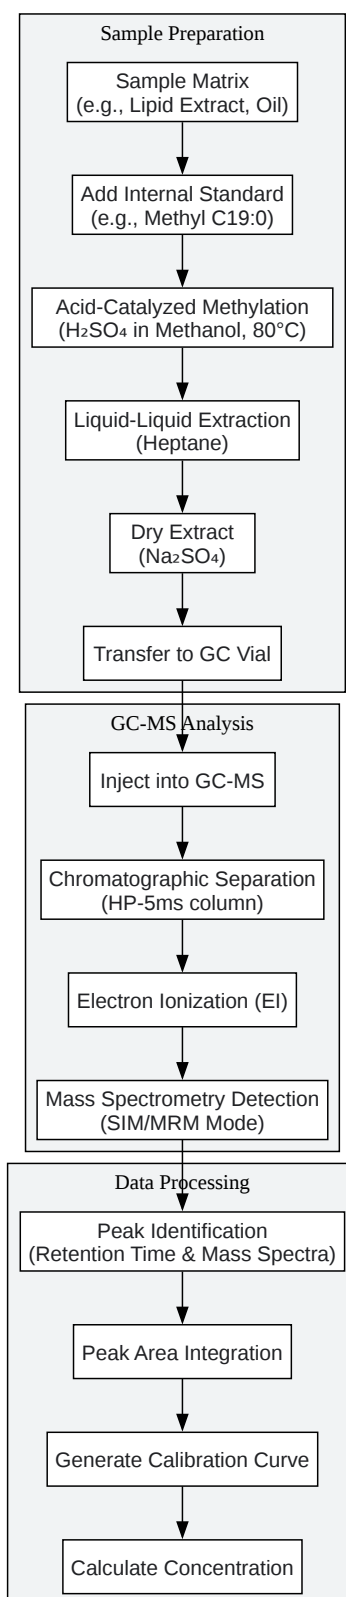 Sample Preparation
Sample Matrix
(e.g., Lipid Extract, Oil)
Add Internal Standard
(e.g., Methyl C19:0)
Acid-Catalyzed Methylation
(H₂SO₄ in Methanol, 80°C)
Liquid-Liquid Extraction
(Heptane)
Dry Extract
(Na₂SO₄)
Transfer to GC Vial
GC-MS Analysis
Inject into GC-MS
Chromatographic Separation
(HP-5ms column)
Electron Ionization (EI)
Mass Spectrometry Detection
(SIM/MRM Mode)
Data Processing
Peak Identification
(Retention Time & Mass Spectra)
Peak Area Integration
Generate Calibration Curve
Calculate Concentration